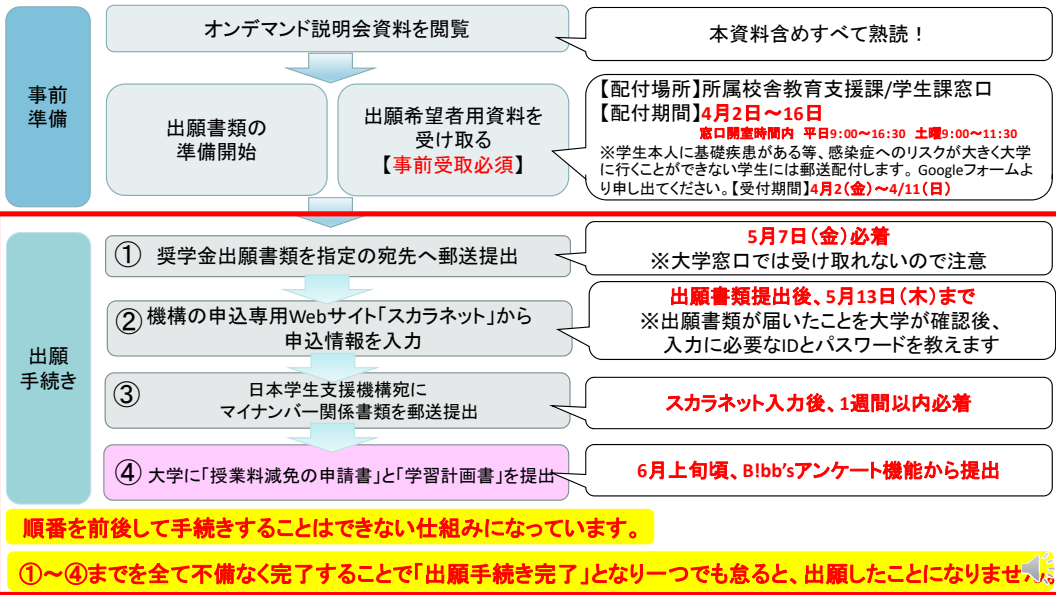 オンデマンド説明会資料を閲覧
本資料含めすべて熟読！
事前
準備
出願書類の
準備開始
出願希望者用資料を
受け取る
【事前受取必須】
【配付場所】所属校舎教育支援課/学生課窓口
【配付期間】4月2日～16日
窓口開室時間内 平日9:00～16:30 土曜9:00～11:30
※学生本人に基礎疾患がある等、感染症へのリスクが大きく大学
に行くことができない学生には郵送配付します。Googleフォームよ
り申し出てください。【受付期間】4月2(金)～4/11(日)
出願
手続き
① 奨学金出願書類を指定の宛先へ郵送提出
5月7日(金)必着
※大学窓口では受け取れないので注意
② 機構の申込専用Webサイト「スカラネット」から
申込情報を入力
出願書類提出後、5月13日(木)まで
※出願書類が届いたことを大学が確認後、
入力に必要なIDとパスワードを教えます
③ 日本学生支援機構宛に
マイナンバー関係書類を郵送提出
スカラネット入力後、1週間以内必着
④ 大学に「授業料減免の申請書」と「学習計画書」を提出
6月上旬頃、B!bb'sアンケート機能から提出
順番を前後して手続きすることはできない仕組みになっています。
①～④までを全て不備なく完了することで「出願手続き完了」となり一つでも怠ると、出願したことになりません。